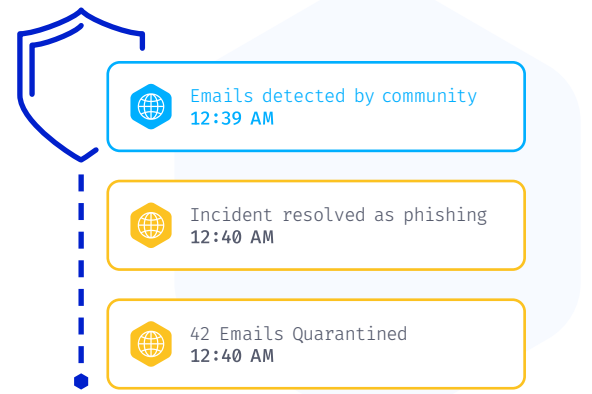 Emails detected by community
12:39 AM
Incident resolved as phishing
12:40 AM
42 Emails Quarantined
12:40 AM